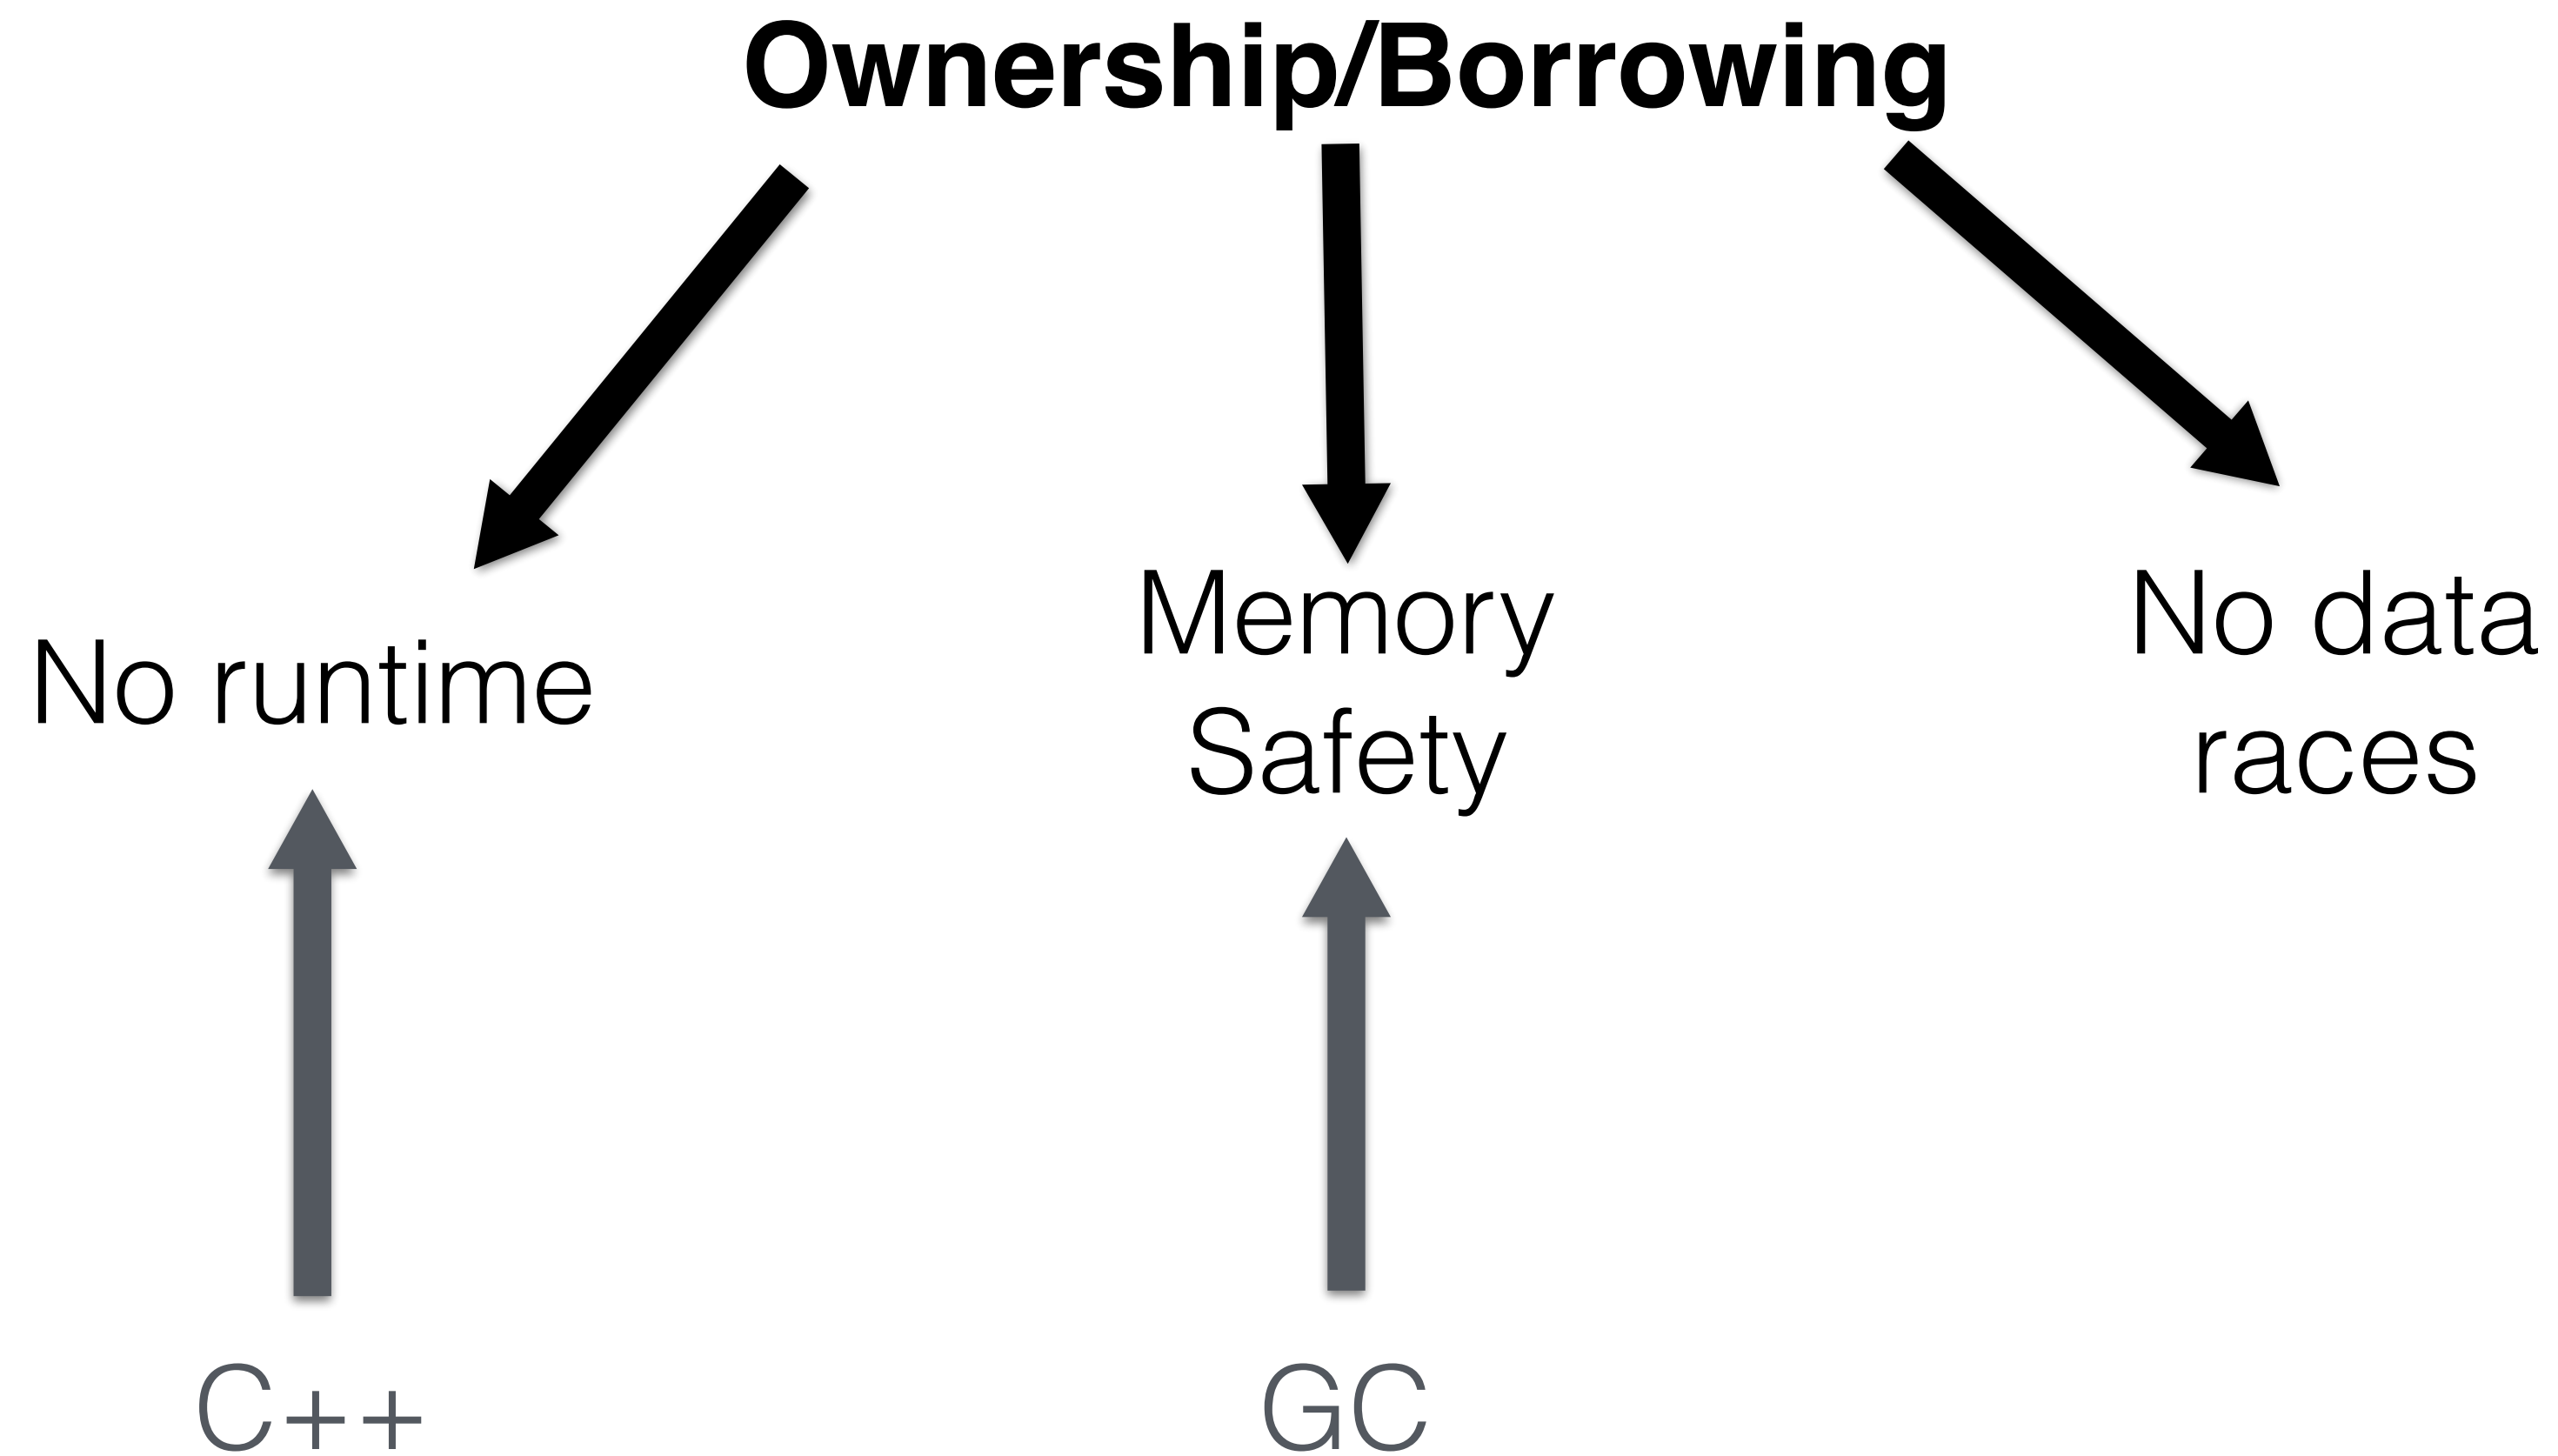 Ownership/Borrowing
No runtime
Memory
Safety
No data
races
C++
GC